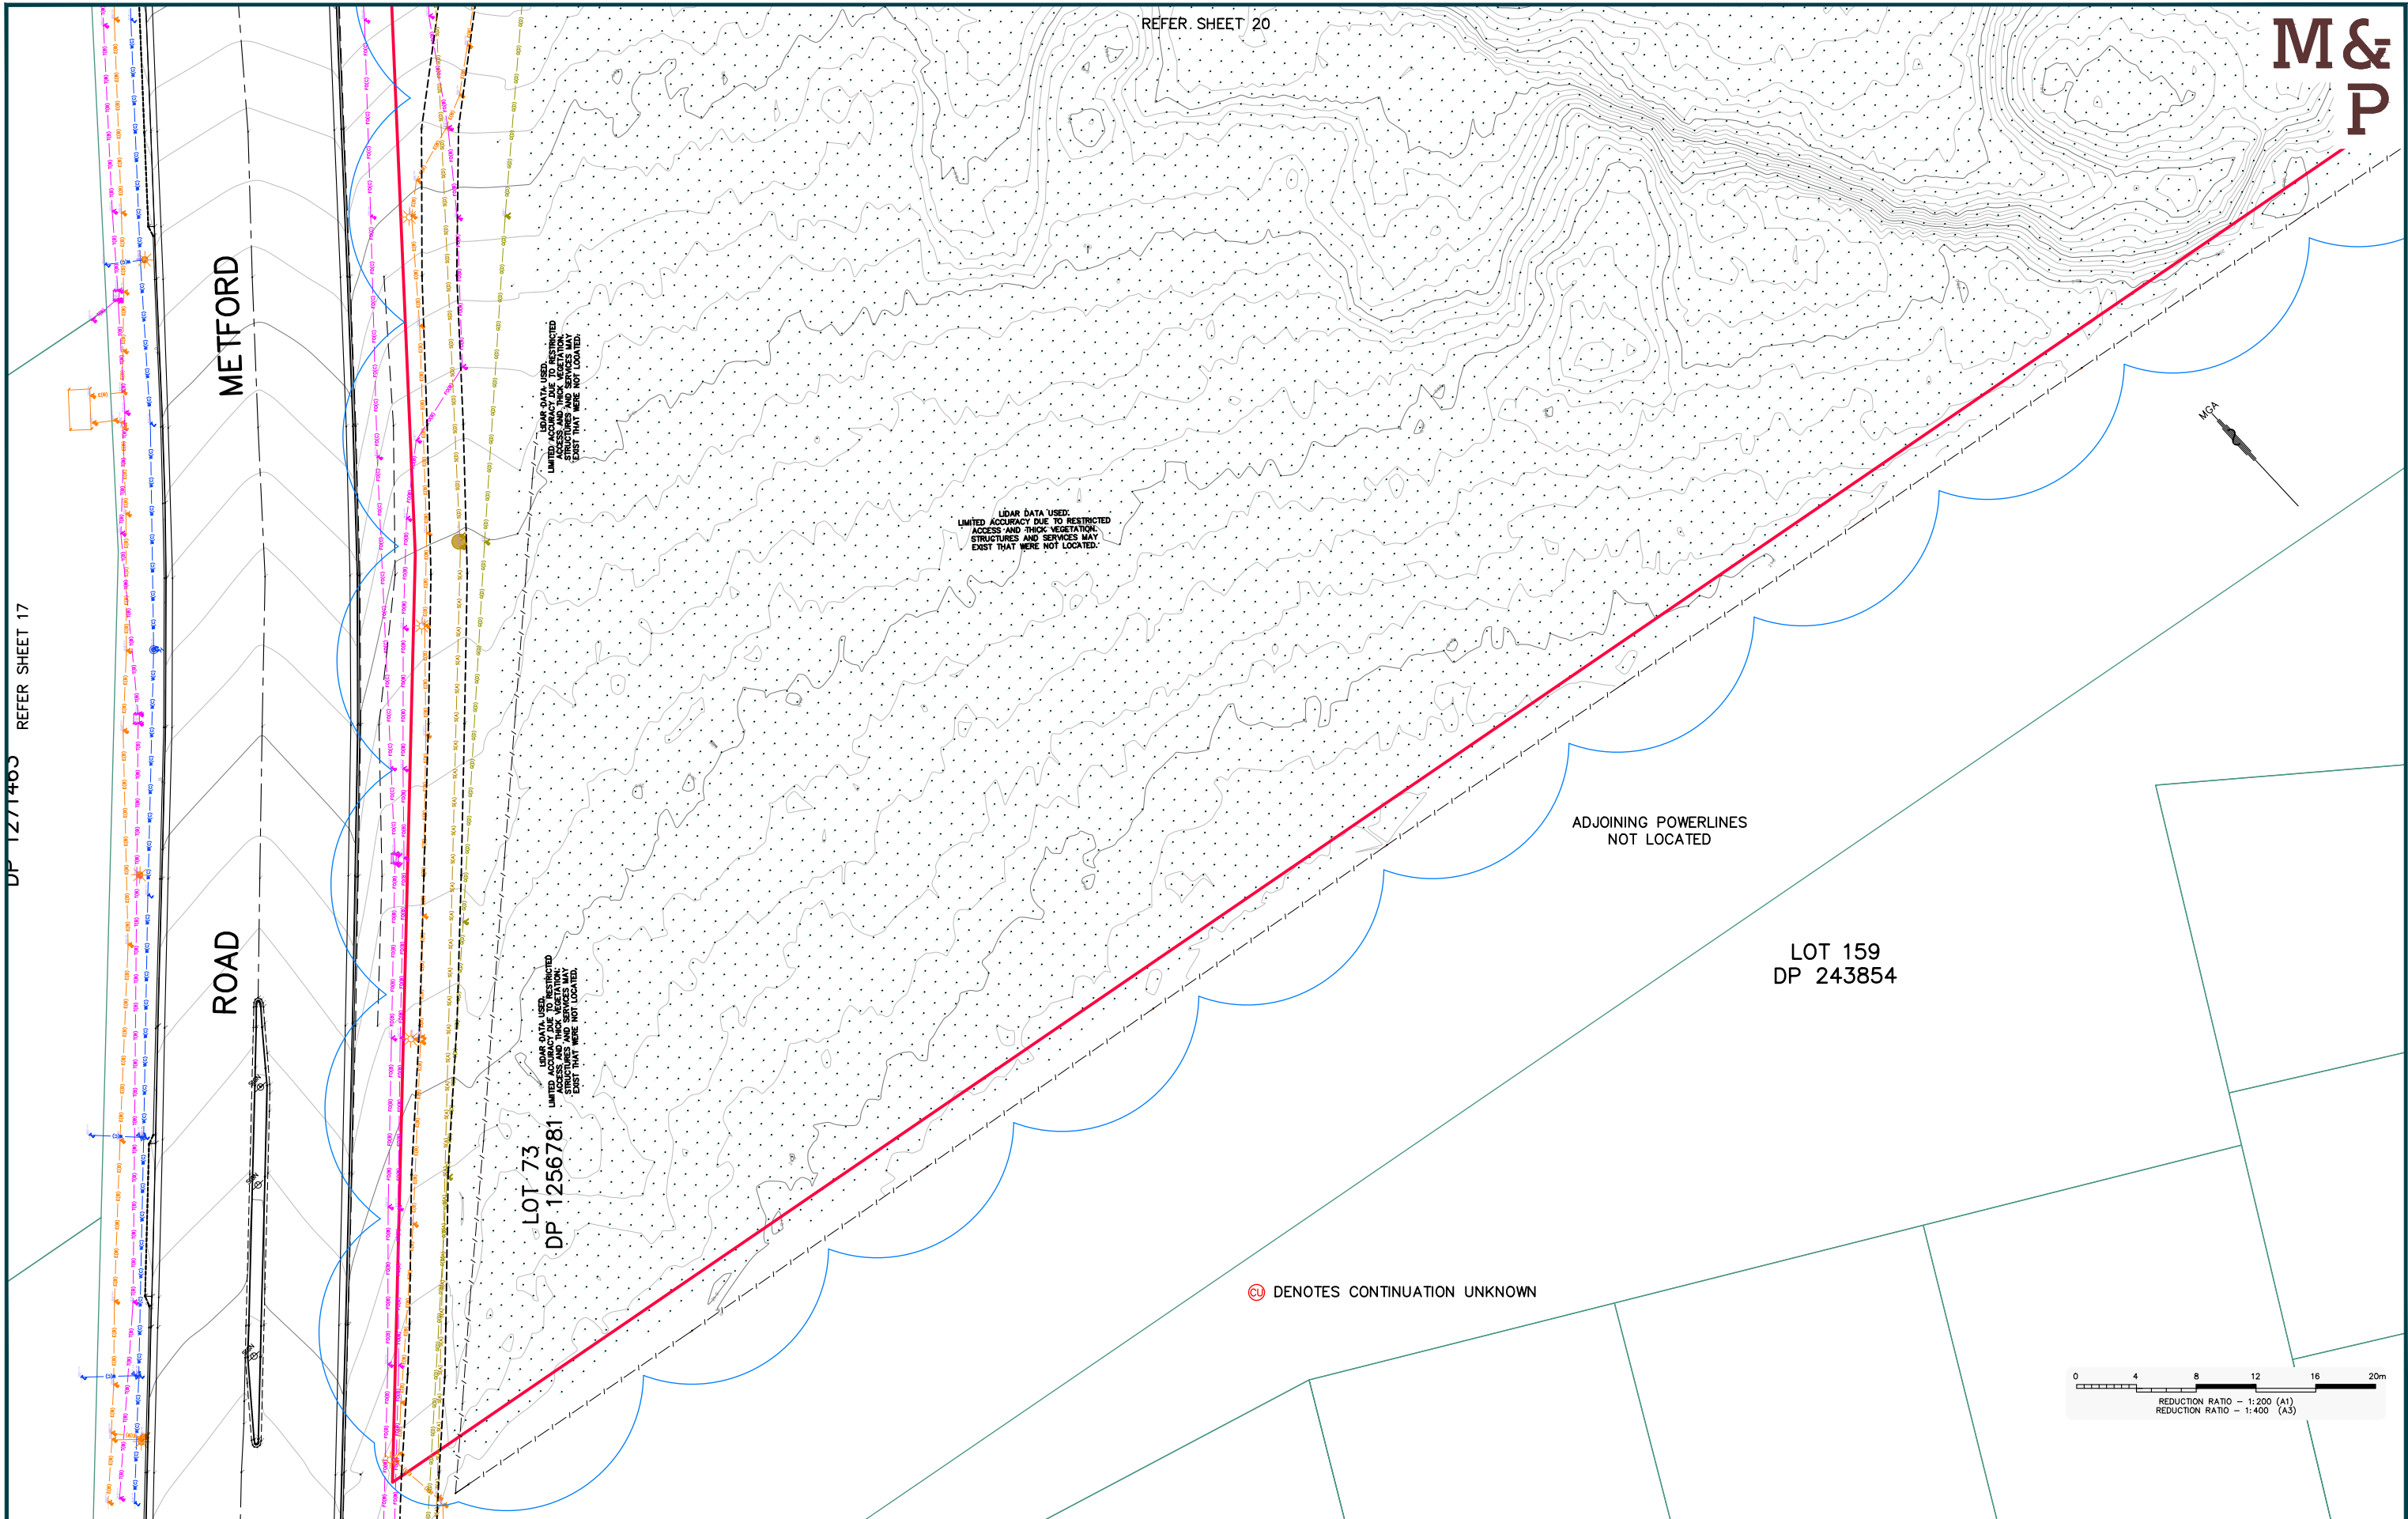 REFER SHEET 20
M&
P
METFORD
ROAD
REFER SHEET 17
DP 1271463
LIDAR DATA USED.
LIMITED ACCURACY DUE TO RESTRICTED
ACCESS AND THICK VEGETATION.
STRUCTURES AND SERVICES MAY
EXIST THAT WERE NOT LOCATED.
LIDAR DATA USED.
LIMITED ACCURACY DUE TO RESTRICTED
ACCESS AND THICK VEGETATION.
STRUCTURES AND SERVICES MAY
EXIST THAT WERE NOT LOCATED.
MGA
ADJOINING POWERLINES
NOT LOCATED
LOT 159
DP 243854
LIDAR DATA USED.
LIMITED ACCURACY DUE TO RESTRICTED
ACCESS AND THICK VEGETATION.
STRUCTURES AND SERVICES MAY
EXIST THAT WERE NOT LOCATED.
LOT 73
DP 1256781
CU DENOTES CONTINUATION UNKNOWN
0 4 8 12 16 20m
REDUCTION RATIO - 1:200 (A1)
REDUCTION RATIO - 1:400 (A3)